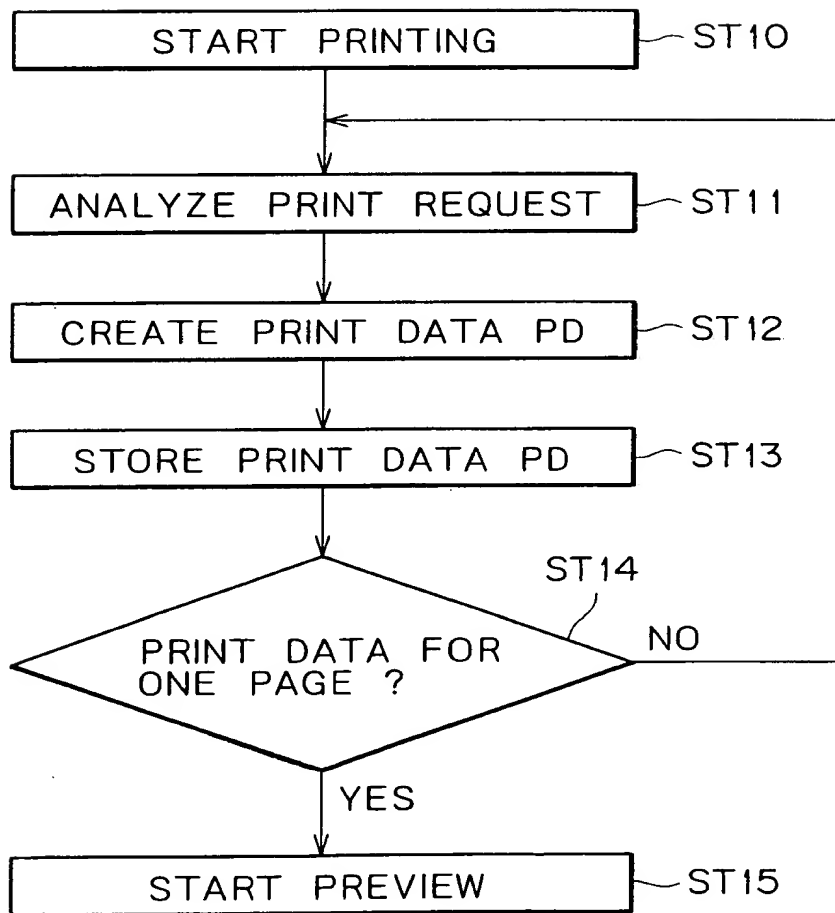 START PRINTING
ST10
ANALYZE PRINT REQUEST
ST11
CREATE PRINT DATA PD
ST12
STORE PRINT DATA PD
ST13
ST14
PRINT DATA FOR
ONE PAGE ?
NO
YES
START PREVIEW
ST15